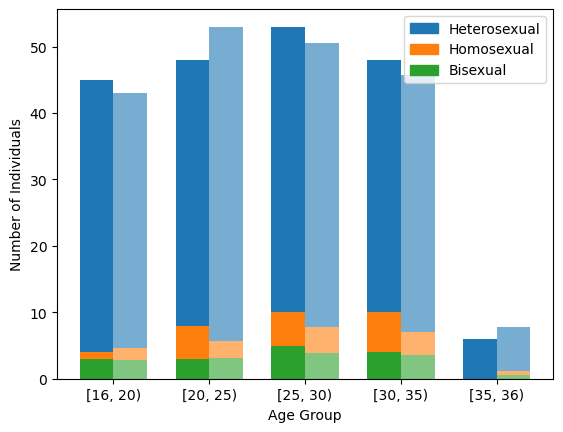 Heterosexual
Homosexual
Bisexual
Number of Individuals
50
40
30
20
10
0
[16, 20)
[20, 25)
[25, 30)
[30, 35)
[35, 36)
Age Group